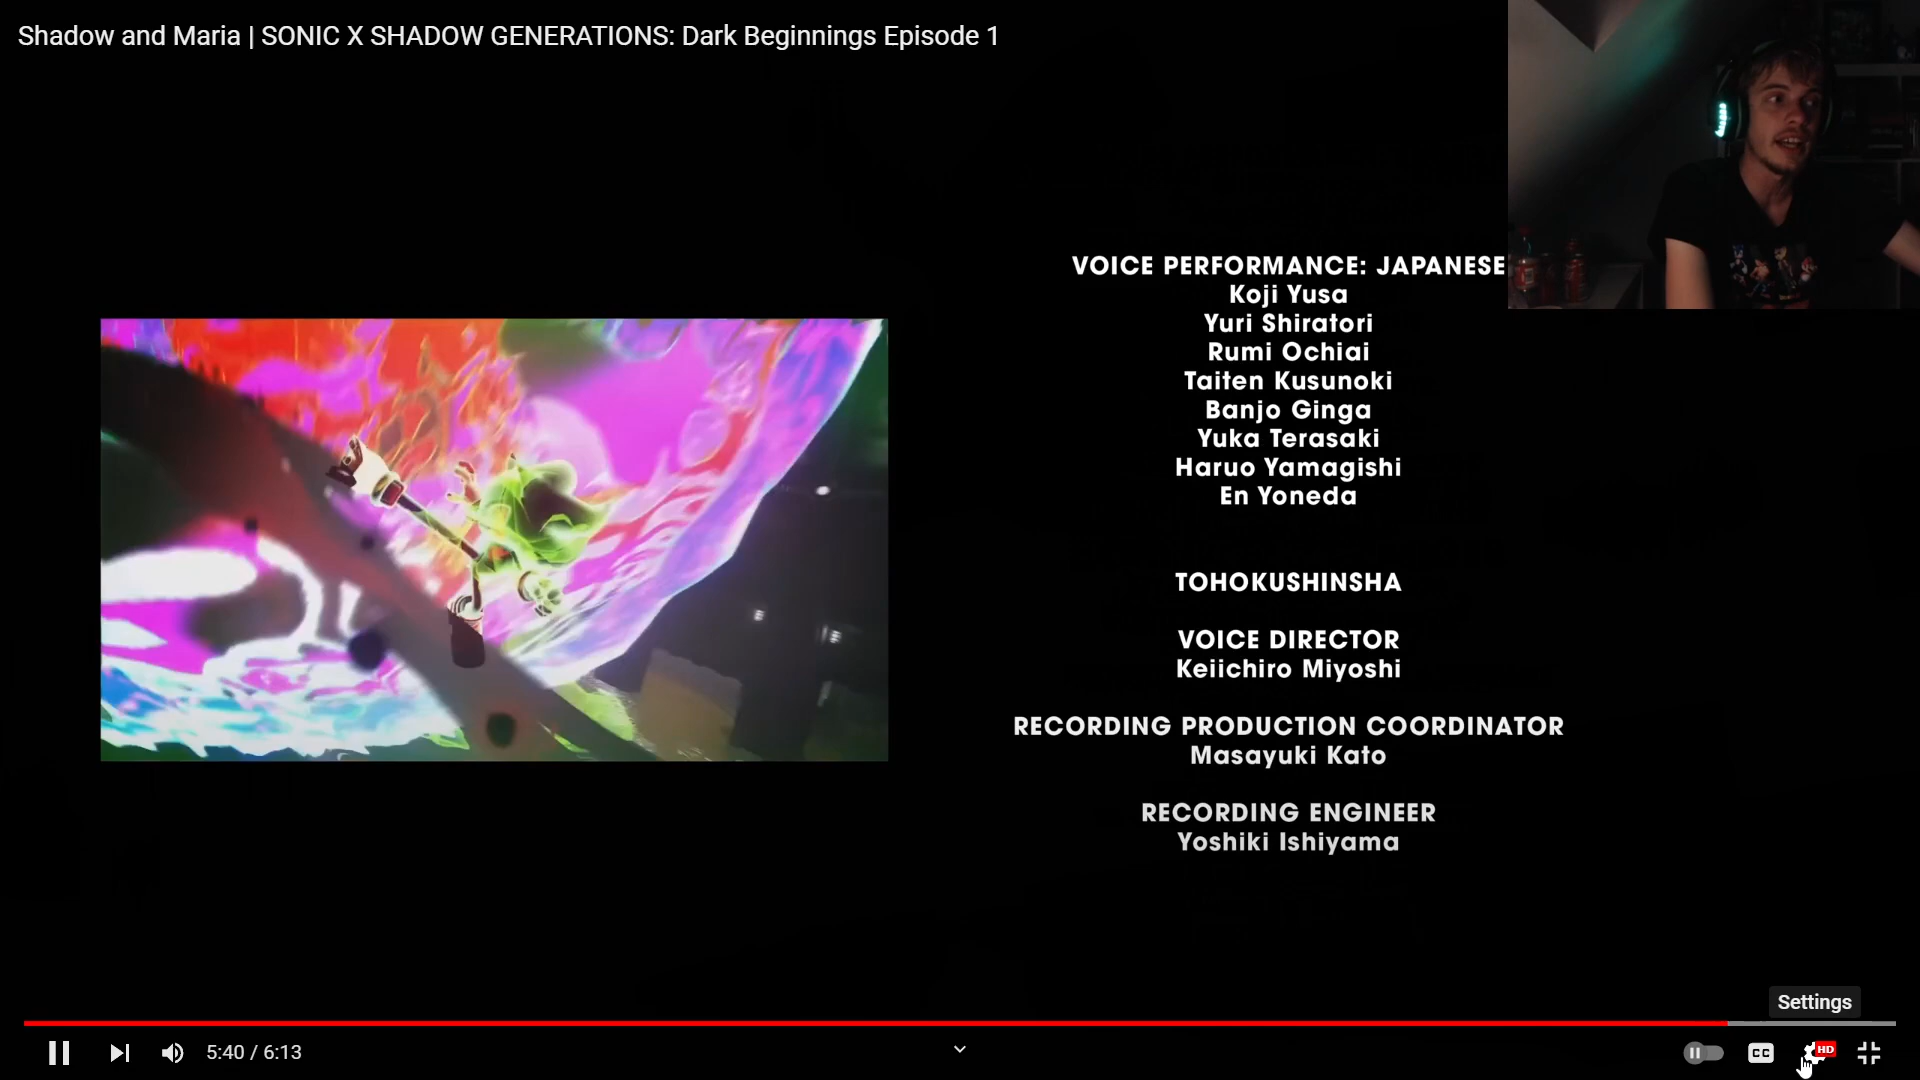 Shadow and Maria | SONIC X SHADOW GENERATIONS: Dark Beginnings Episode 1
VOICE PERFORMANCE: JAPANESE
Koji Yusa
Yuri Shiratori
Rumi Ochiai
Taiten Kusunoki
Banjo Ginga
Yuka Terasaki
Haruo Yamagishi
En Yoneda
TOHOKUSHINSHA
VOICE DIRECTOR
Keiichiro Miyoshi
RECORDING PRODUCTION COORDINATOR
Masayuki Kato
RECORDING ENGINEER
Yoshiki Ishiyama
Settings
5:40 / 6:13
CC
HD